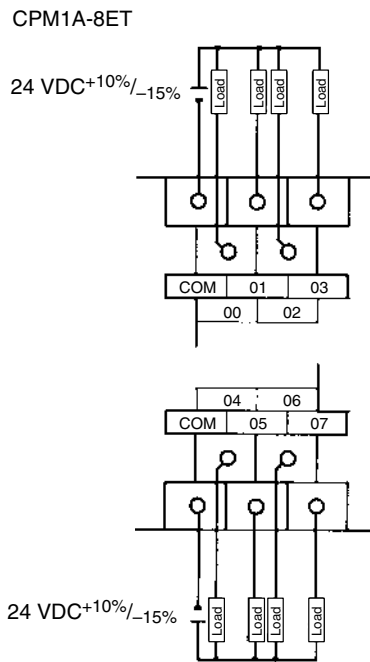 CPM1A-8ET
24 VDC+10%/–15%
Load Load Load Load
COM 01 03
00 02
04 06
COM 05 07
24 VDC+10%/–15%
Load Load Load Load